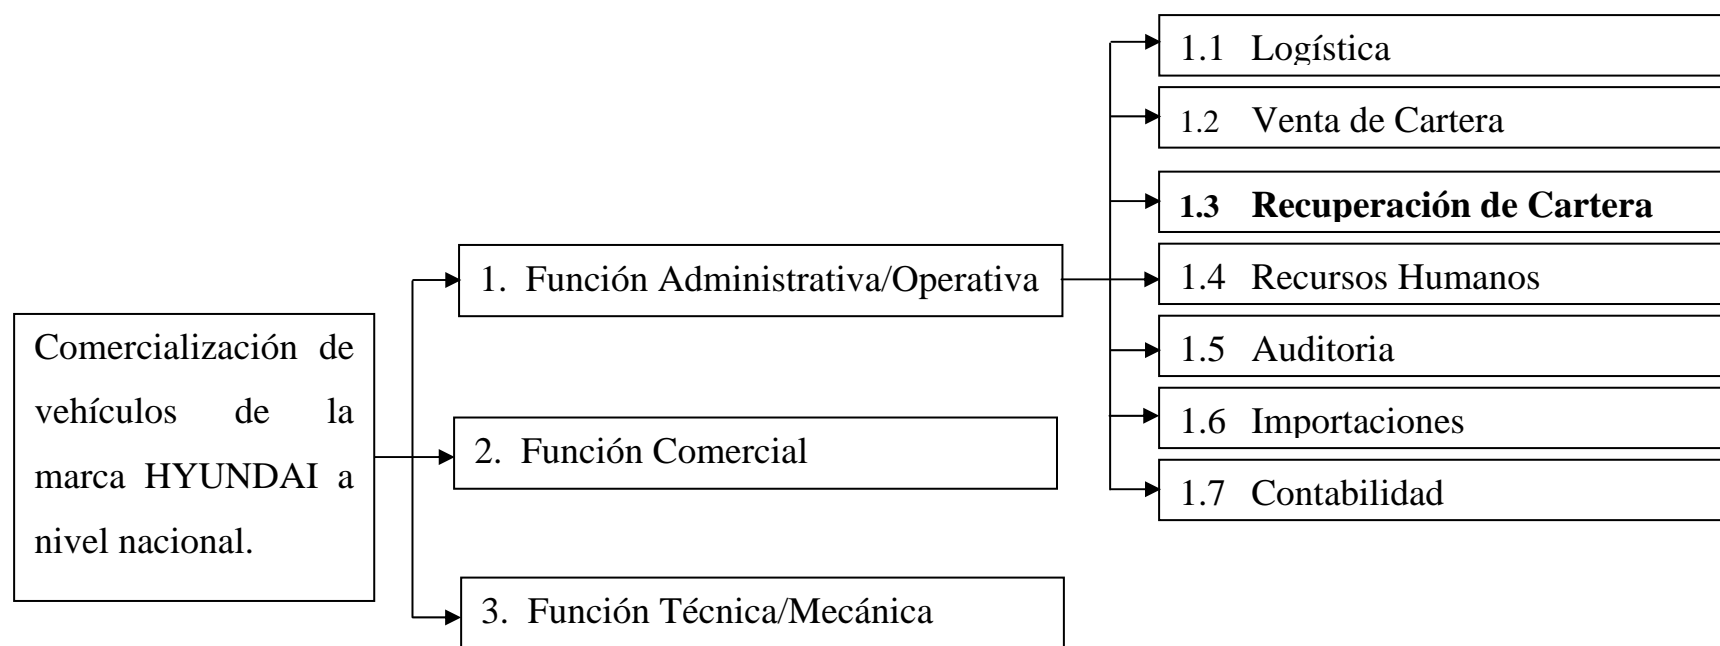 Comercialización de
vehículos de la
marca HYUNDAI a
nivel nacional.
1. Función Administrativa/Operativa
2. Función Comercial
3. Función Técnica/Mecánica
1.1 Logística
1.2 Venta de Cartera
1.3 Recuperación de Cartera
1.4 Recursos Humanos
1.5 Auditoria
1.6 Importaciones
1.7 Contabilidad